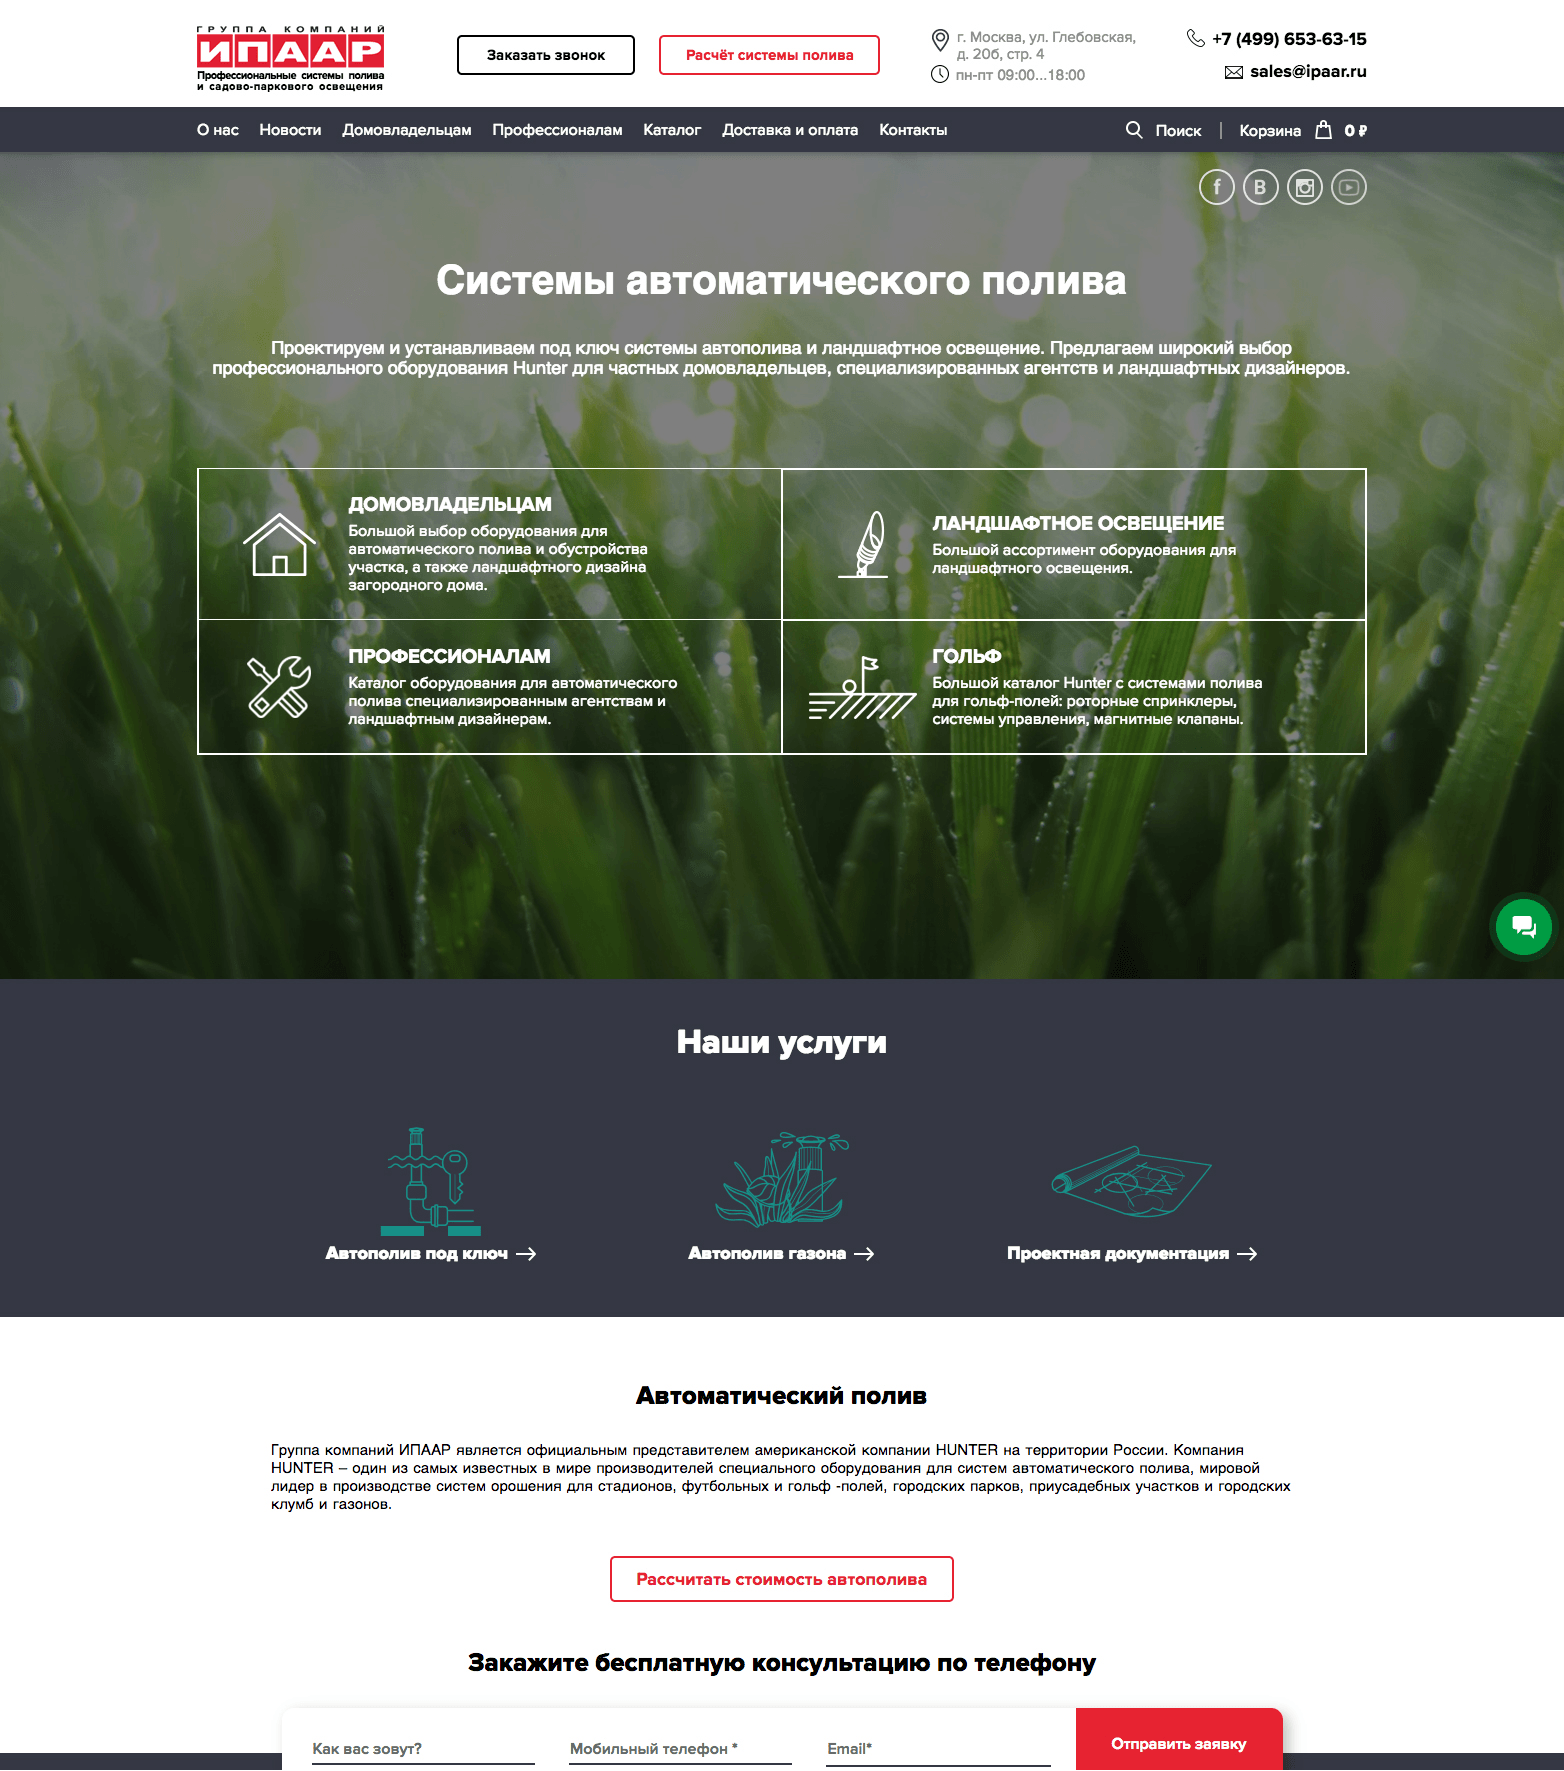 ГРУППА КОМПАНИЙ
ИПААР
Профессиональные системы полива
и садово-паркового освещения
Заказать звонок
Расчёт системы полива
г. Москва, ул. Глебовская,
д. 20б, стр. 4
пн-пт 09:00...18:00
+7 (499) 653-63-15
sales@ipaar.ru
О нас Новости Домовладельцам Профессионалам Каталог Доставка и оплата Контакты
Поиск | Корзина 0 ₽
f B
Системы автоматического полива
Проектируем и устанавливаем под ключ системы автополива и ландшафтное освещение. Предлагаем широкий выбор
профессионального оборудования Hunter для частных домовладельцев, специализированных агентств и ландшафтных дизайнеров.
ДОМОВЛАДЕЛЬЦАМ
Большой выбор оборудования для
автоматического полива и обустройства
участка, а также ландшафтного дизайна
загородного дома.
ЛАНДШАФТНОЕ ОСВЕЩЕНИЕ
Большой ассортимент оборудования для
ландшафтного освещения.
ПРОФЕССИОНАЛАМ
Каталог оборудования для автоматического
полива специализированным агентствам и
ландшафтным дизайнерам.
ГОЛЬФ
Большой каталог Hunter с системами полива
для гольф-полей: роторные спринклеры,
системы управления, магнитные клапаны.
Наши услуги
Автополив под ключ
Автополив газона
Проектная документация
Автоматический полив
Группа компаний ИПААР является официальным представителем американской компании HUNTER на территории России. Компания
HUNTER – один из самых известных в мире производителей специального оборудования для систем автоматического полива, мировой
лидер в производстве систем орошения для стадионов, футбольных и гольф -полей, городских парков, приусадебных участков и городских
клумб и газонов.
Рассчитать стоимость автополива
Закажите бесплатную консультацию по телефону
Как вас зовут?
Мобильный телефон *
Email*
Отправить заявку